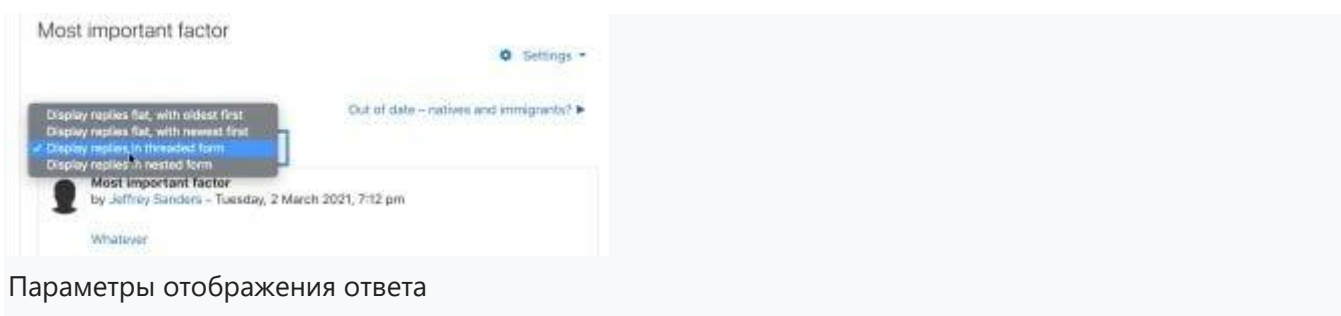 Most important factor
Settings
Out of date – natives and immigrants?
Display replies flat, with oldest first
Display replies flat, with newest first
Display replies in threaded form
Display replies in nested form
Most important factor
by Jeffrey Sanders – Tuesday, 2 March 2021, 7:12 pm
Whatever
Параметры отображения ответа